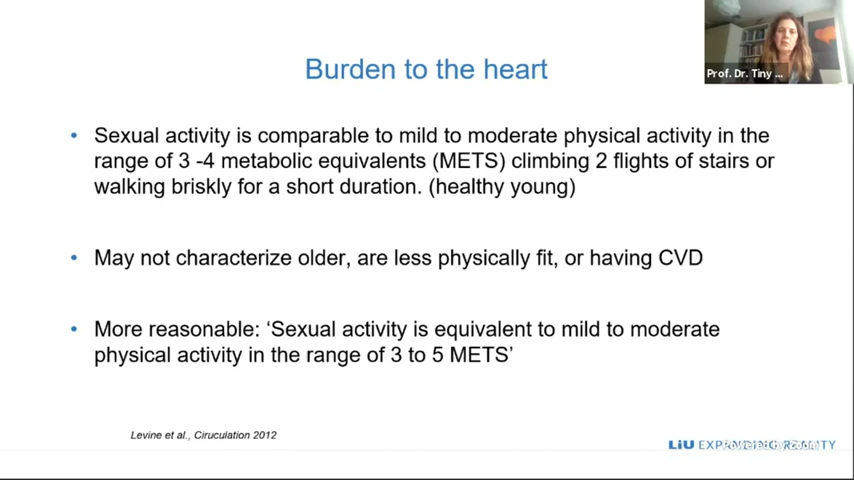 Prof. Dr. Tiny ...
Burden to the heart
• Sexual activity is comparable to mild to moderate physical activity in the
range of 3 -4 metabolic equivalents (METS) climbing 2 flights of stairs or
walking briskly for a short duration. (healthy young)
• May not characterize older, are less physically fit, or having CVD
• More reasonable: ‘Sexual activity is equivalent to mild to moderate
physical activity in the range of 3 to 5 METS’
Levine et al., Ciruculation 2012
LiU EXPANDING REALITY